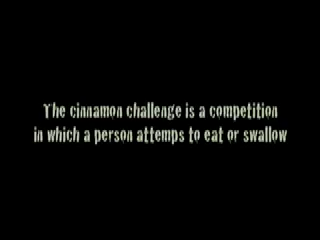 The cinnamon challenge is a competition
in which a person attemps to eat or swallow